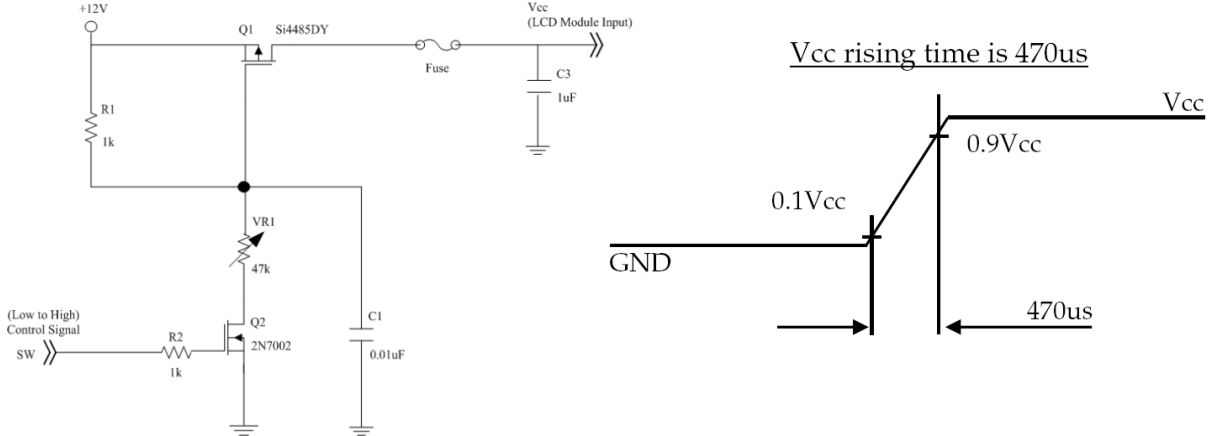 +12V
Q1
Si4485DY
Vcc
(LCD Module Input)
Fuse
C3
1uF
R1
1k
VR1
47k
(Low to High)
Control Signal
SW
R2
1k
Q2
2N7002
C1
0.01uF
Vcc rising time is 470us
Vcc
0.9Vcc
0.1Vcc
GND
470us